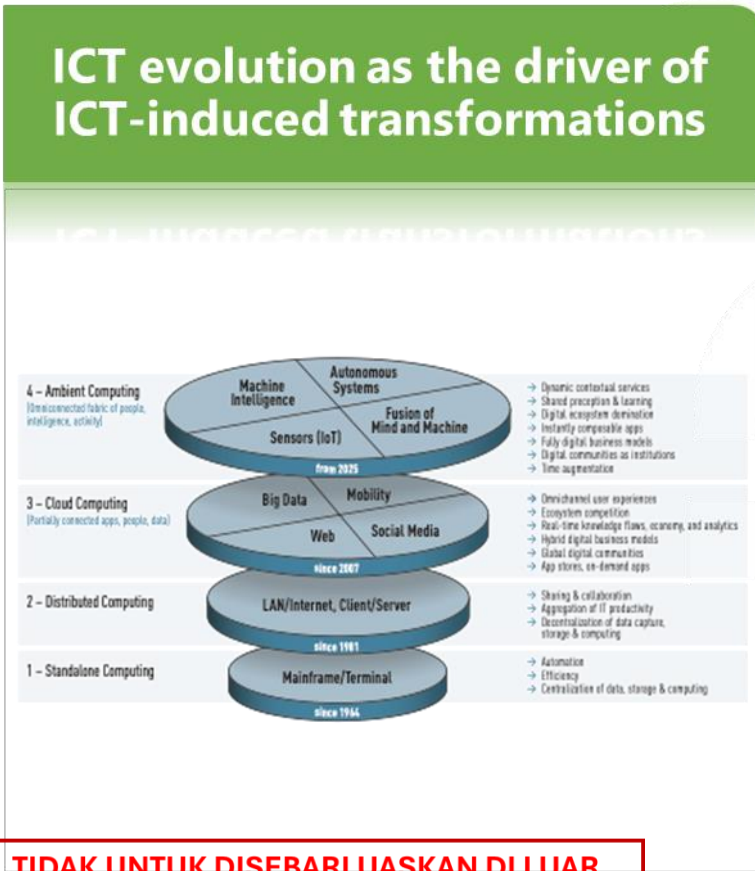 ICT evolution as the driver of
ICT-induced transformations
4 – Ambient Computing
(Omniconnected fabric of people,
intelligence, activity)
Machine
Intelligence
Autonomous
Systems
Sensors (IoT)
Fusion of
Mind and Machine
from 2025
→ Dynamic contextual services
→ Shared preception & learning
→ Digital ecosystem domination
→ Instantly composable apps
→ Fully digital business models
→ Digital communities as institutions
→ Time augmentation
3 – Cloud Computing
(Partially connected apps, people, data)
Big Data
Mobility
Web
Social Media
since 2007
→ Omnichannel user experiences
→ Ecosystem competition
→ Real-time knowledge flows, economy, and analytics
→ Hybrid digital business models
→ Global digital communities
→ App stores, on-demand apps
2 – Distributed Computing
LAN/Internet, Client/Server
since 1981
→ Sharing & collaboration
→ Aggregation of IT productivity
→ Decentralization of data capture,
storage & computing
1 – Standalone Computing
Mainframe/Terminal
since 1964
→ Automation
→ Efficiency
→ Centralization of data, storage & computing
TIDAK UNTUK DISEBARLUASKAN DI LUAR